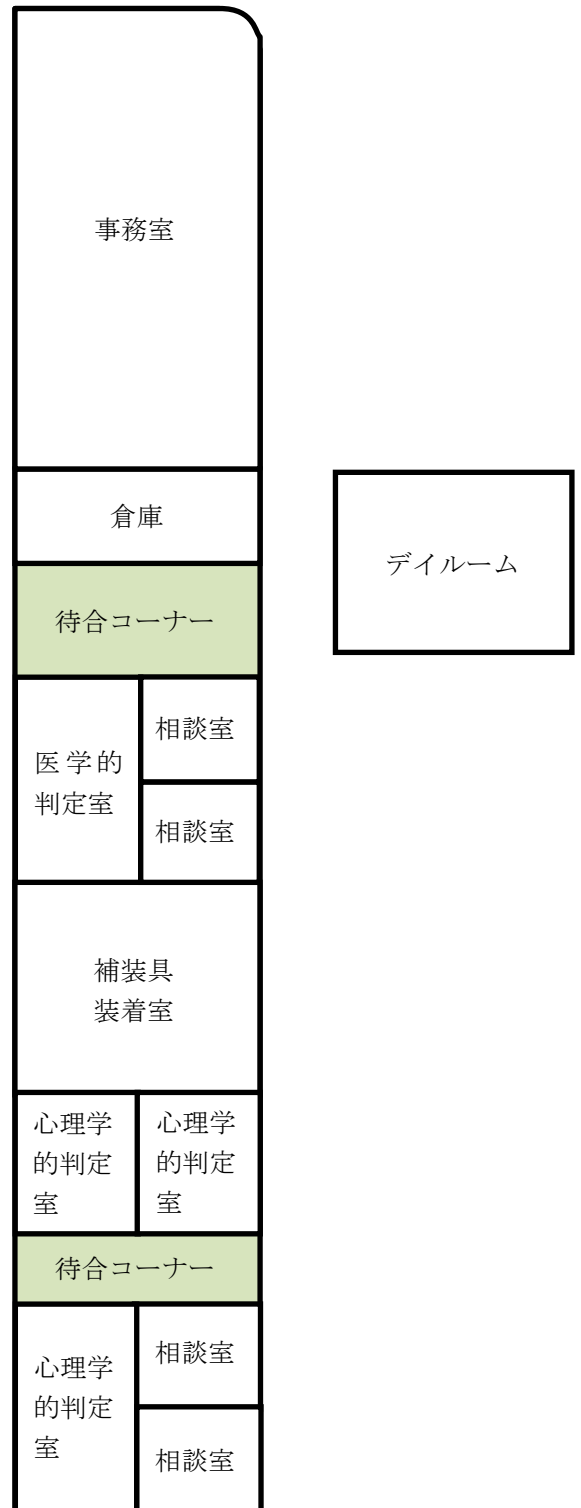 事務室
倉庫
デイルーム
待合コーナー
医学的
判定室
相談室
相談室
補装具
装着室
心理学
的判定
室
心理学
的判定
室
待合コーナー
心理学
的判定
室
相談室
相談室